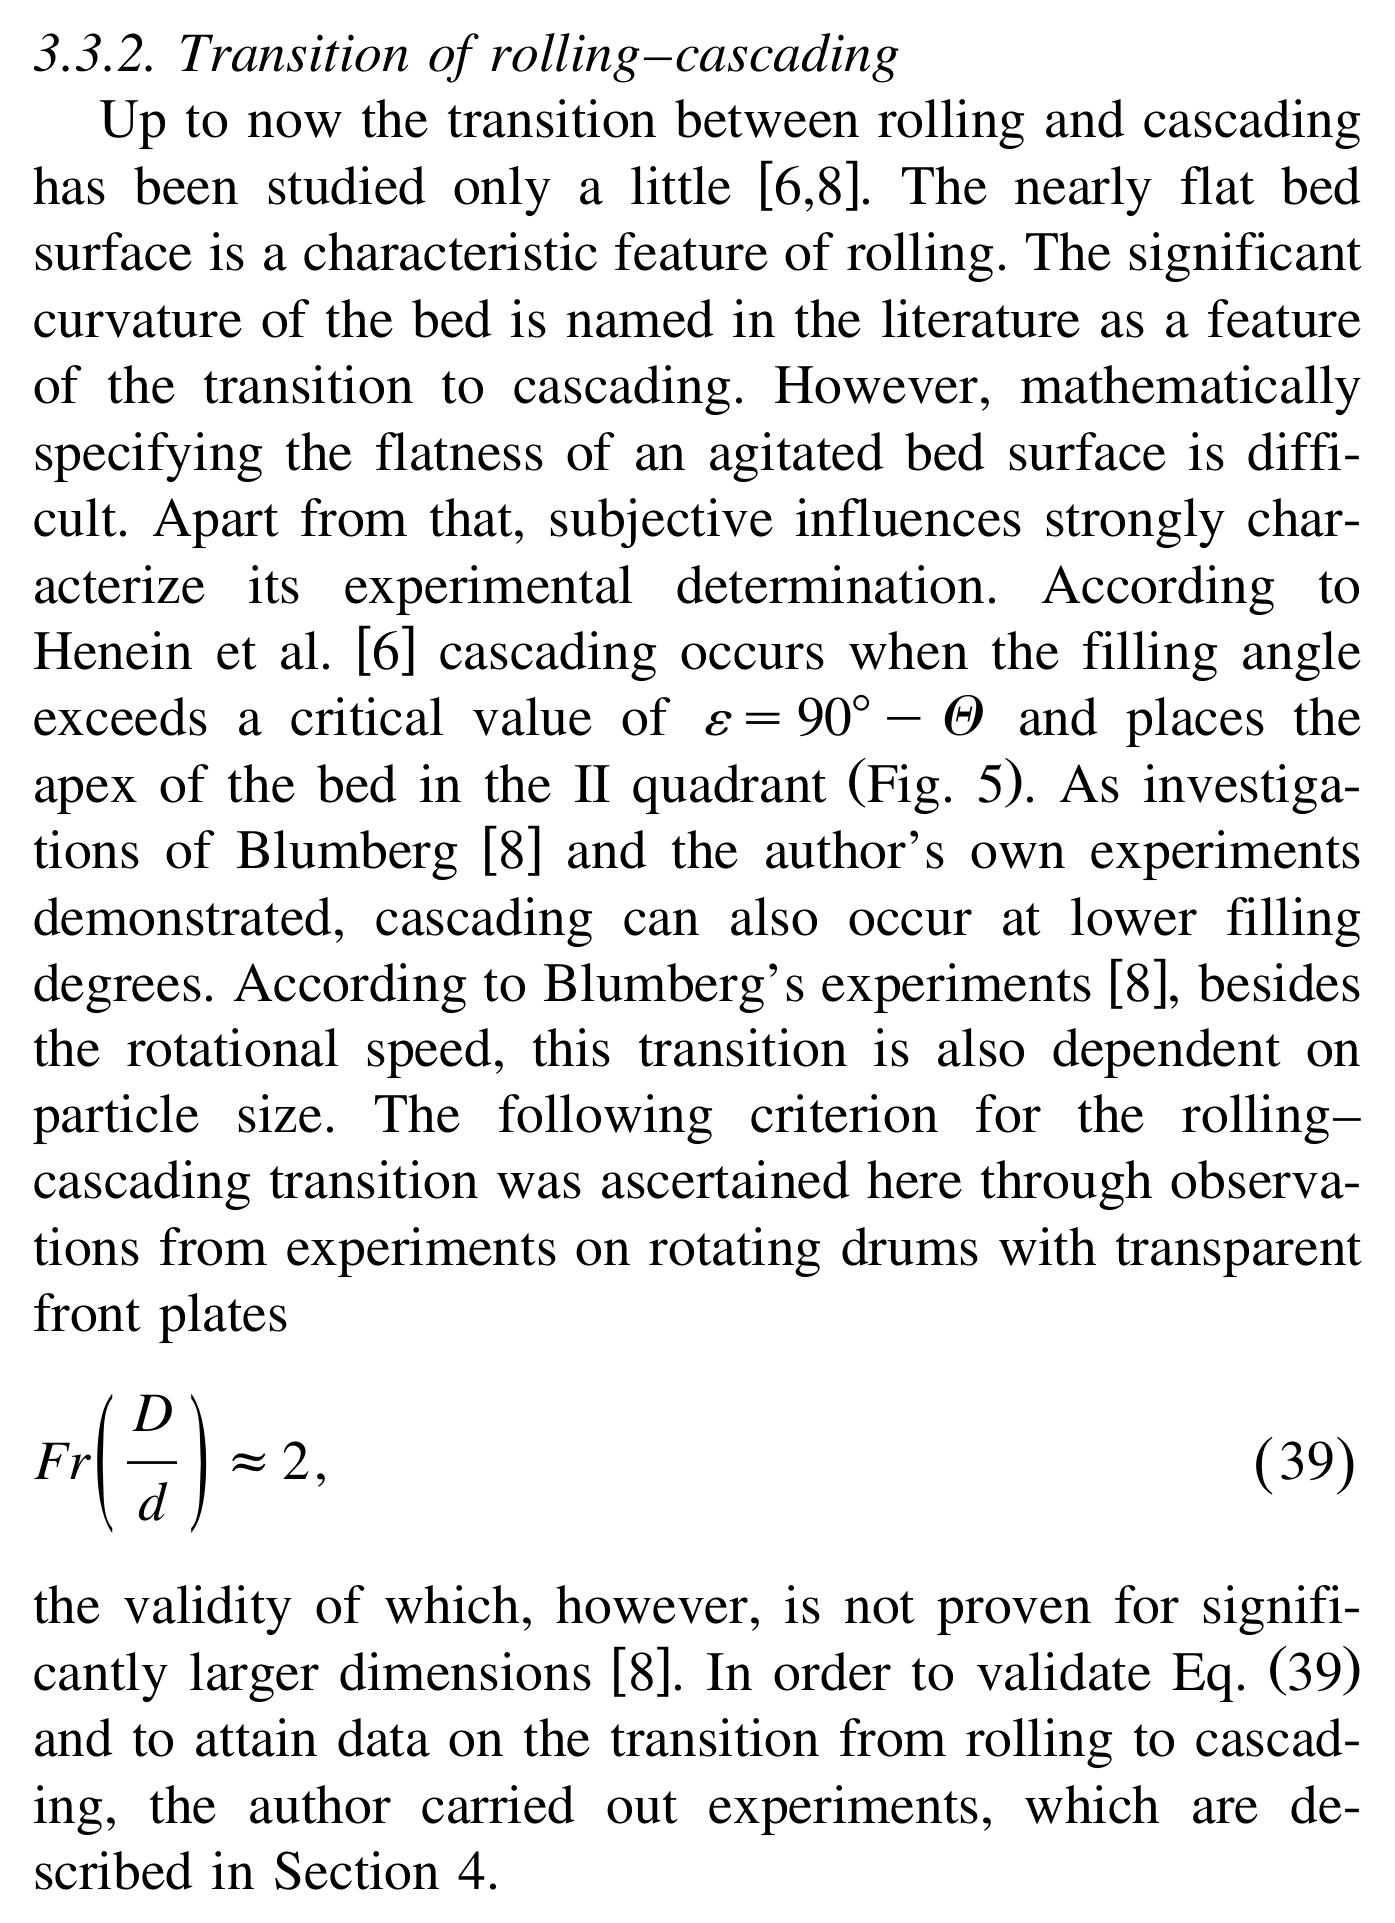 3.3.2. Transition of rolling–cascading
Up to now the transition between rolling and cascading
has been studied only a little [6,8]. The nearly flat bed
surface is a characteristic feature of rolling. The significant
curvature of the bed is named in the literature as a feature
of the transition to cascading. However, mathematically
specifying the flatness of an agitated bed surface is diffi-
cult. Apart from that, subjective influences strongly char-
acterize its experimental determination. According to
Henein et al. [6] cascading occurs when the filling angle
exceeds a critical value of ε = 90° − Θ and places the
apex of the bed in the II quadrant (Fig. 5). As investiga-
tions of Blumberg [8] and the author’s own experiments
demonstrated, cascading can also occur at lower filling
degrees. According to Blumberg’s experiments [8], besides
the rotational speed, this transition is also dependent on
particle size. The following criterion for the rolling–
cascading transition was ascertained here through observa-
tions from experiments on rotating drums with transparent
front plates
Fr(D/d) ≈ 2, (39)
the validity of which, however, is not proven for signifi-
cantly larger dimensions [8]. In order to validate Eq. (39)
and to attain data on the transition from rolling to cascad-
ing, the author carried out experiments, which are de-
scribed in Section 4.